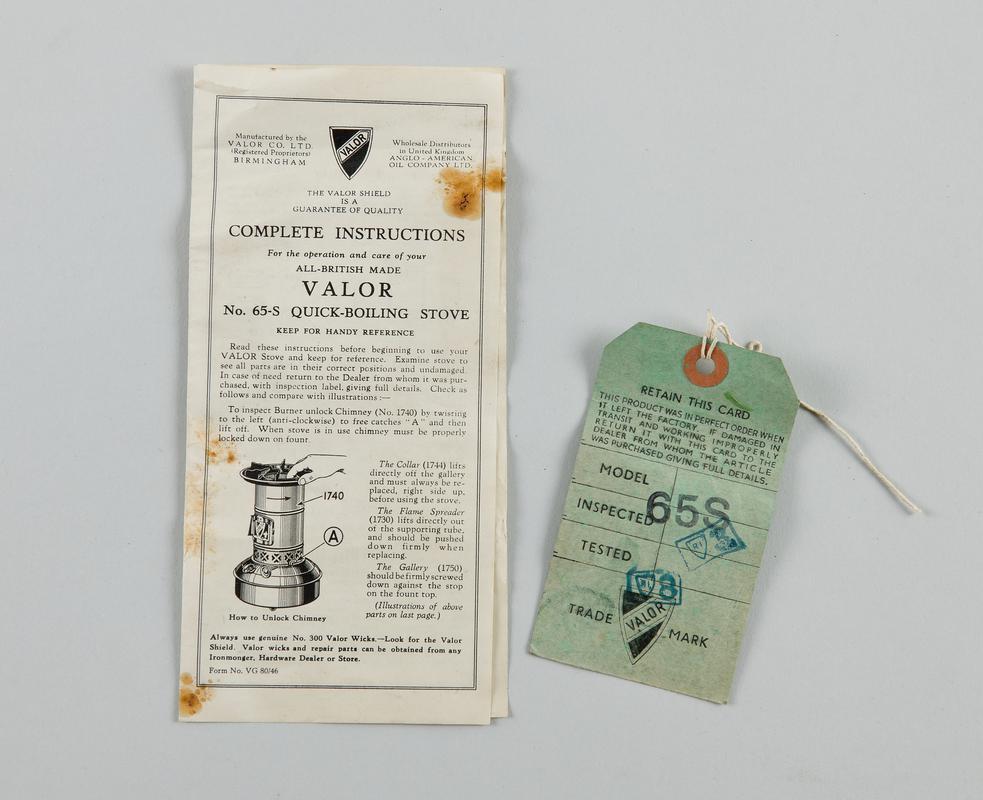 Manufactured by the
VALOR CO. LTD.
(Registered Proprietors)
BIRMINGHAM
VALOR
Wholesale Distributors
in United Kingdom
ANGLO-AMERICAN
OIL COMPANY LTD.
THE VALOR SHIELD
IS A
GUARANTEE OF QUALITY
COMPLETE INSTRUCTIONS
For the operation and care of your
ALL-BRITISH MADE
VALOR
No. 65-S QUICK-BOILING STOVE
KEEP FOR HANDY REFERENCE
Read these instructions before beginning to use your
VALOR Stove and keep for reference. Examine stove to
see all parts are in their correct positions and undamaged.
In case of need return to the Dealer from whom it was pur-
chased, with inspection label, giving full details. Check as
follows and compare with illustrations :—
To inspect Burner unlock Chimney (No. 1740) by twisting
to the left (anti-clockwise) to free catches "A" and then
lift off. When stove is in use chimney must be properly
locked down on fount.
1740
A
How to Unlock Chimney
The Collar (1744) lifts
directly off the gallery
and must always be re-
placed, right side up,
before using the stove.
The Flame Spreader
(1730) lifts directly out
of the supporting tube,
and should be pushed
down firmly when
replacing.
The Gallery (1750)
should be firmly screwed
down against the stop
on the fount top.
(Illustrations of above
parts on last page.)
Always use genuine No. 300 Valor Wicks.—Look for the Valor
Shield. Valor wicks and repair parts can be obtained from any
Ironmonger, Hardware Dealer or Store.
Form No. VG 80/46
RETAIN THIS CARD
THIS PRODUCT WAS IN PERFECT ORDER WHEN
IT LEFT THE FACTORY. IF DAMAGED IN
TRANSIT AND WORKING IMPROPERLY
RETURN IT WITH THIS CARD TO THE
DEALER FROM WHOM THE ARTICLE
WAS PURCHASED GIVING FULL DETAILS.
MODEL
65S
INSPECTED
TESTED
TRADE
VALOR
MARK